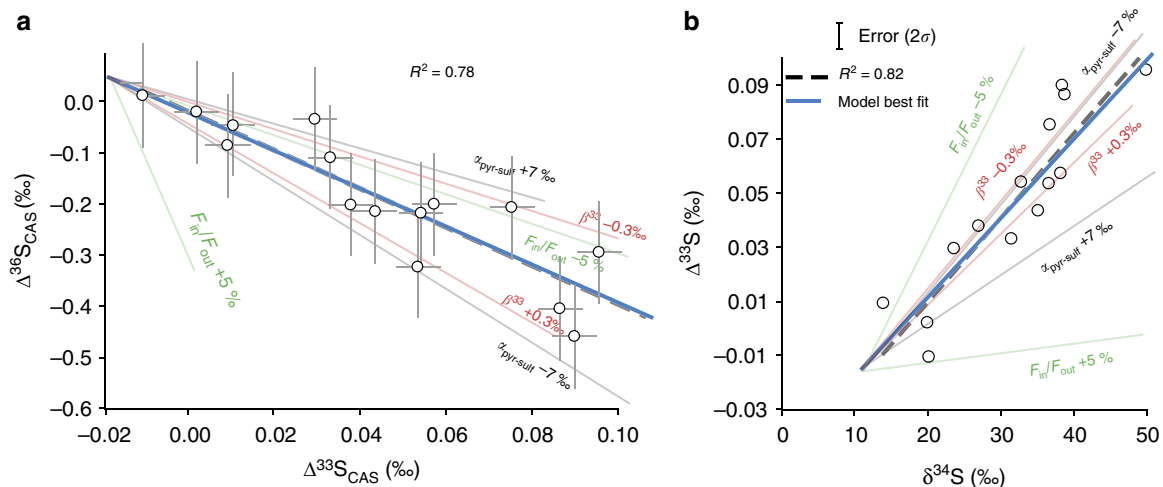 a
R² = 0.78
0.0
−0.1
−0.2
−0.3
−0.4
−0.5
−0.6
Δ³⁶S_CAS (‰)
F_in/F_out +5 %
α_pyr-sulf +7 ‰
β³³ −0.3‰
F_in/F_out −5 %
β³³ +0.3‰
α_pyr-sulf −7 ‰
−0.02
0.00
0.02
0.04
0.06
0.08
0.10
Δ³³S_CAS (‰)
b
Error (2σ)
R² = 0.82
Model best fit
0.09
0.07
0.05
0.03
0.01
−0.01
−0.03
Δ³³S (‰)
F_in/F_out −5 %
α_pyr-sulf −7 ‰
β³³ −0.3‰
β³³ +0.3‰
α_pyr-sulf +7 ‰
F_in/F_out +5 %
0
10
20
30
40
50
δ³⁴S (‰)